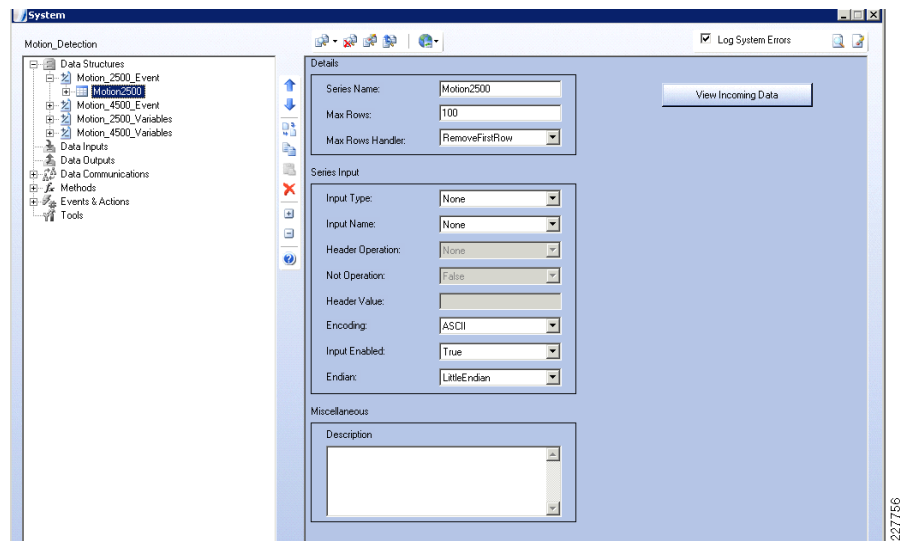 System
Motion_Detection
Log System Errors
Data Structures
Motion_2500_Event
Motion2500
Motion_4500_Event
Motion_2500_Variables
Motion_4500_Variables
Data Inputs
Data Outputs
Data Communications
Methods
Events & Actions
Tools
Details
Series Name: Motion2500
Max Rows: 100
Max Rows Handler: RemoveFirstRow
View Incoming Data
Series Input
Input Type: None
Input Name: None
Header Operation: None
Not Operation: False
Header Value:
Encoding: ASCII
Input Enabled: True
Endian: LittleEndian
Miscellaneous
Description
227756